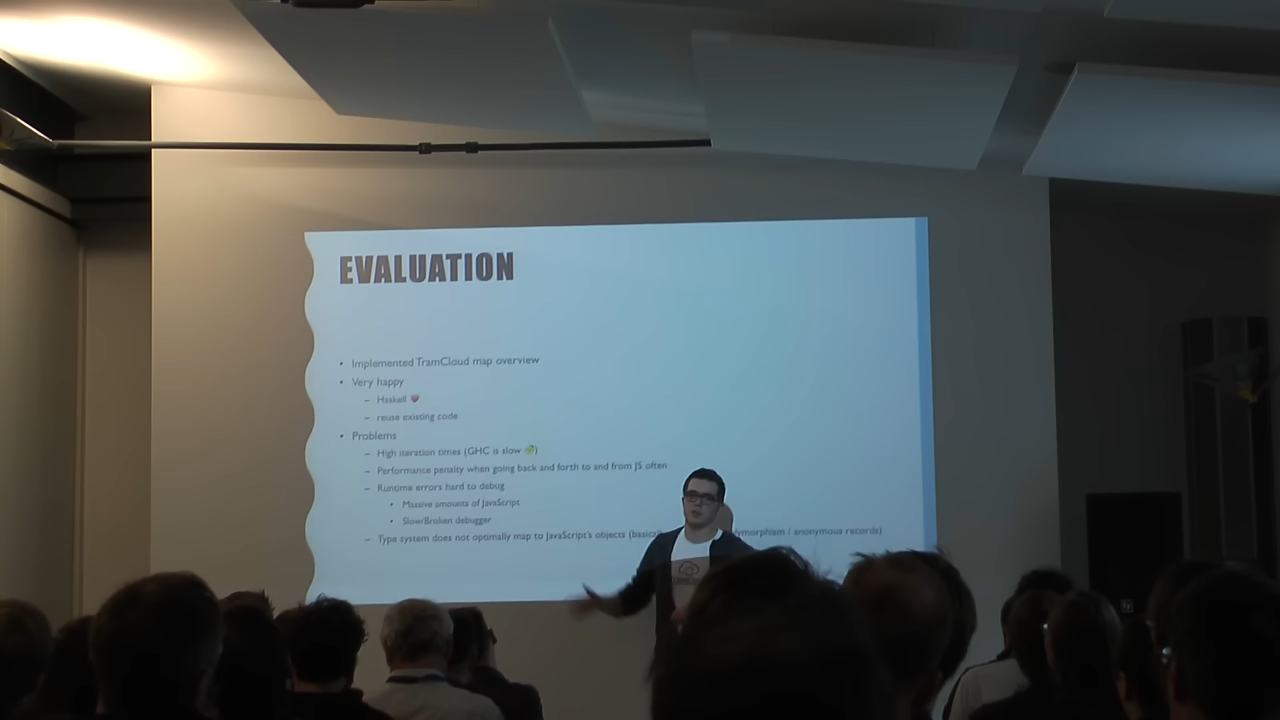 EVALUATION
• Implemented TramCloud map overview
• Very happy
– Haskell ❤
– reuse existing code
• Problems
– High iteration times (GHC is slow 🤢)
– Performance penalty when going back and forth to and from JS often
– Runtime errors hard to debug
• Massive amounts of JavaScript
• Slow/Broken debugger
– Type system does not optimally map to JavaScript's objects / anonymous records)